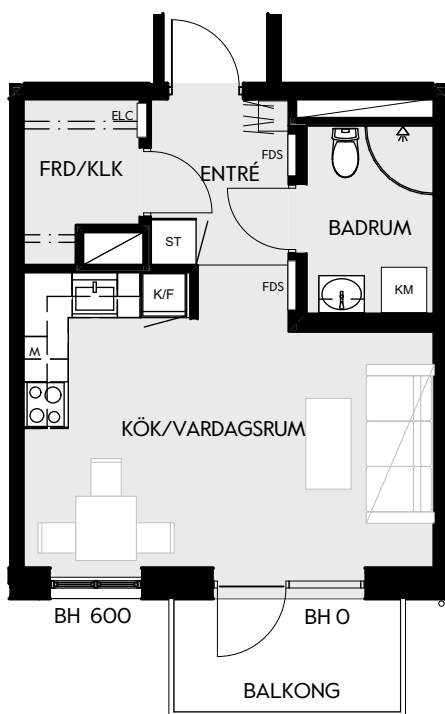 ELC
FRD/KLK
ENTRÉ
FDS
BADRUM
ST
K/F
FDS
KM
M
KÖK/VARDAGSRUM
BH 600
BH 0
BALKONG